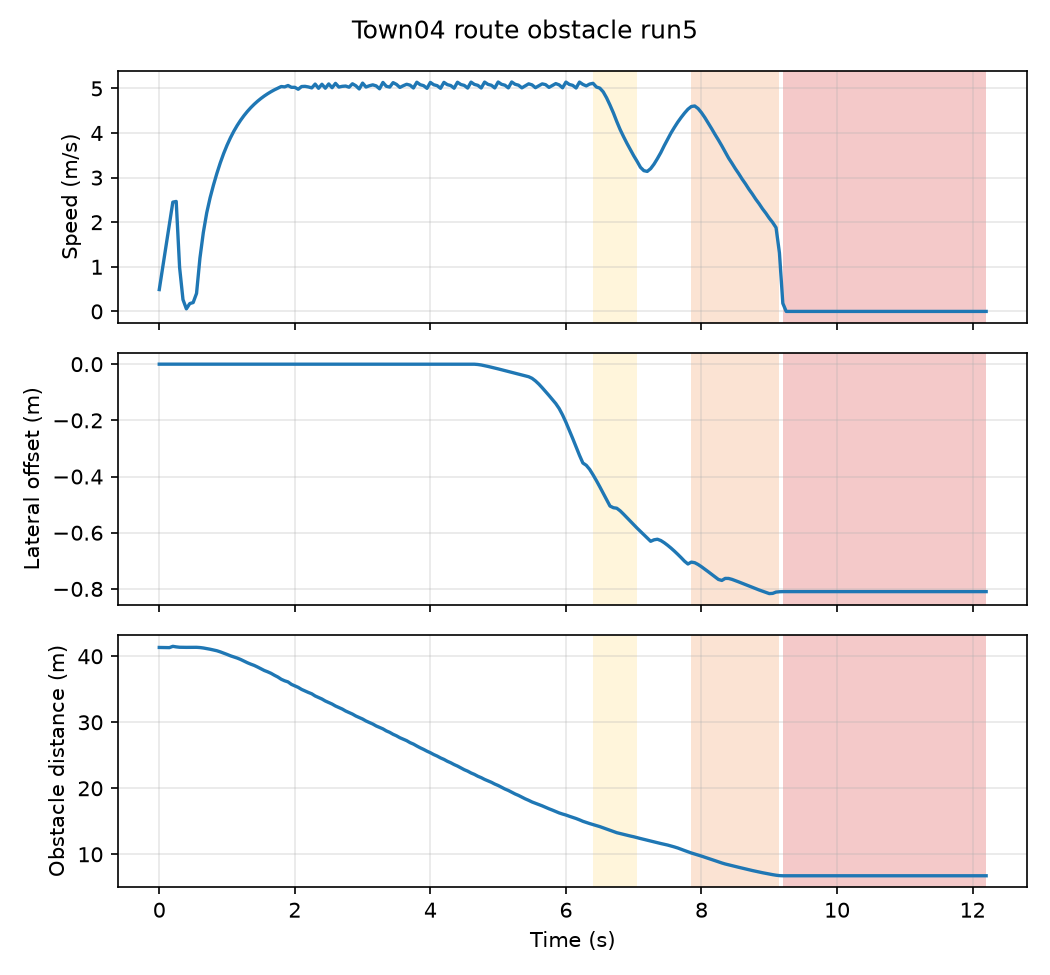 Town04 route obstacle run5
5
4
3
2
1
0
Speed (m/s)
0.0
−0.2
−0.4
−0.6
−0.8
Lateral offset (m)
40
30
20
10
Obstacle distance (m)
0 2 4 6 8 10 12
Time (s)